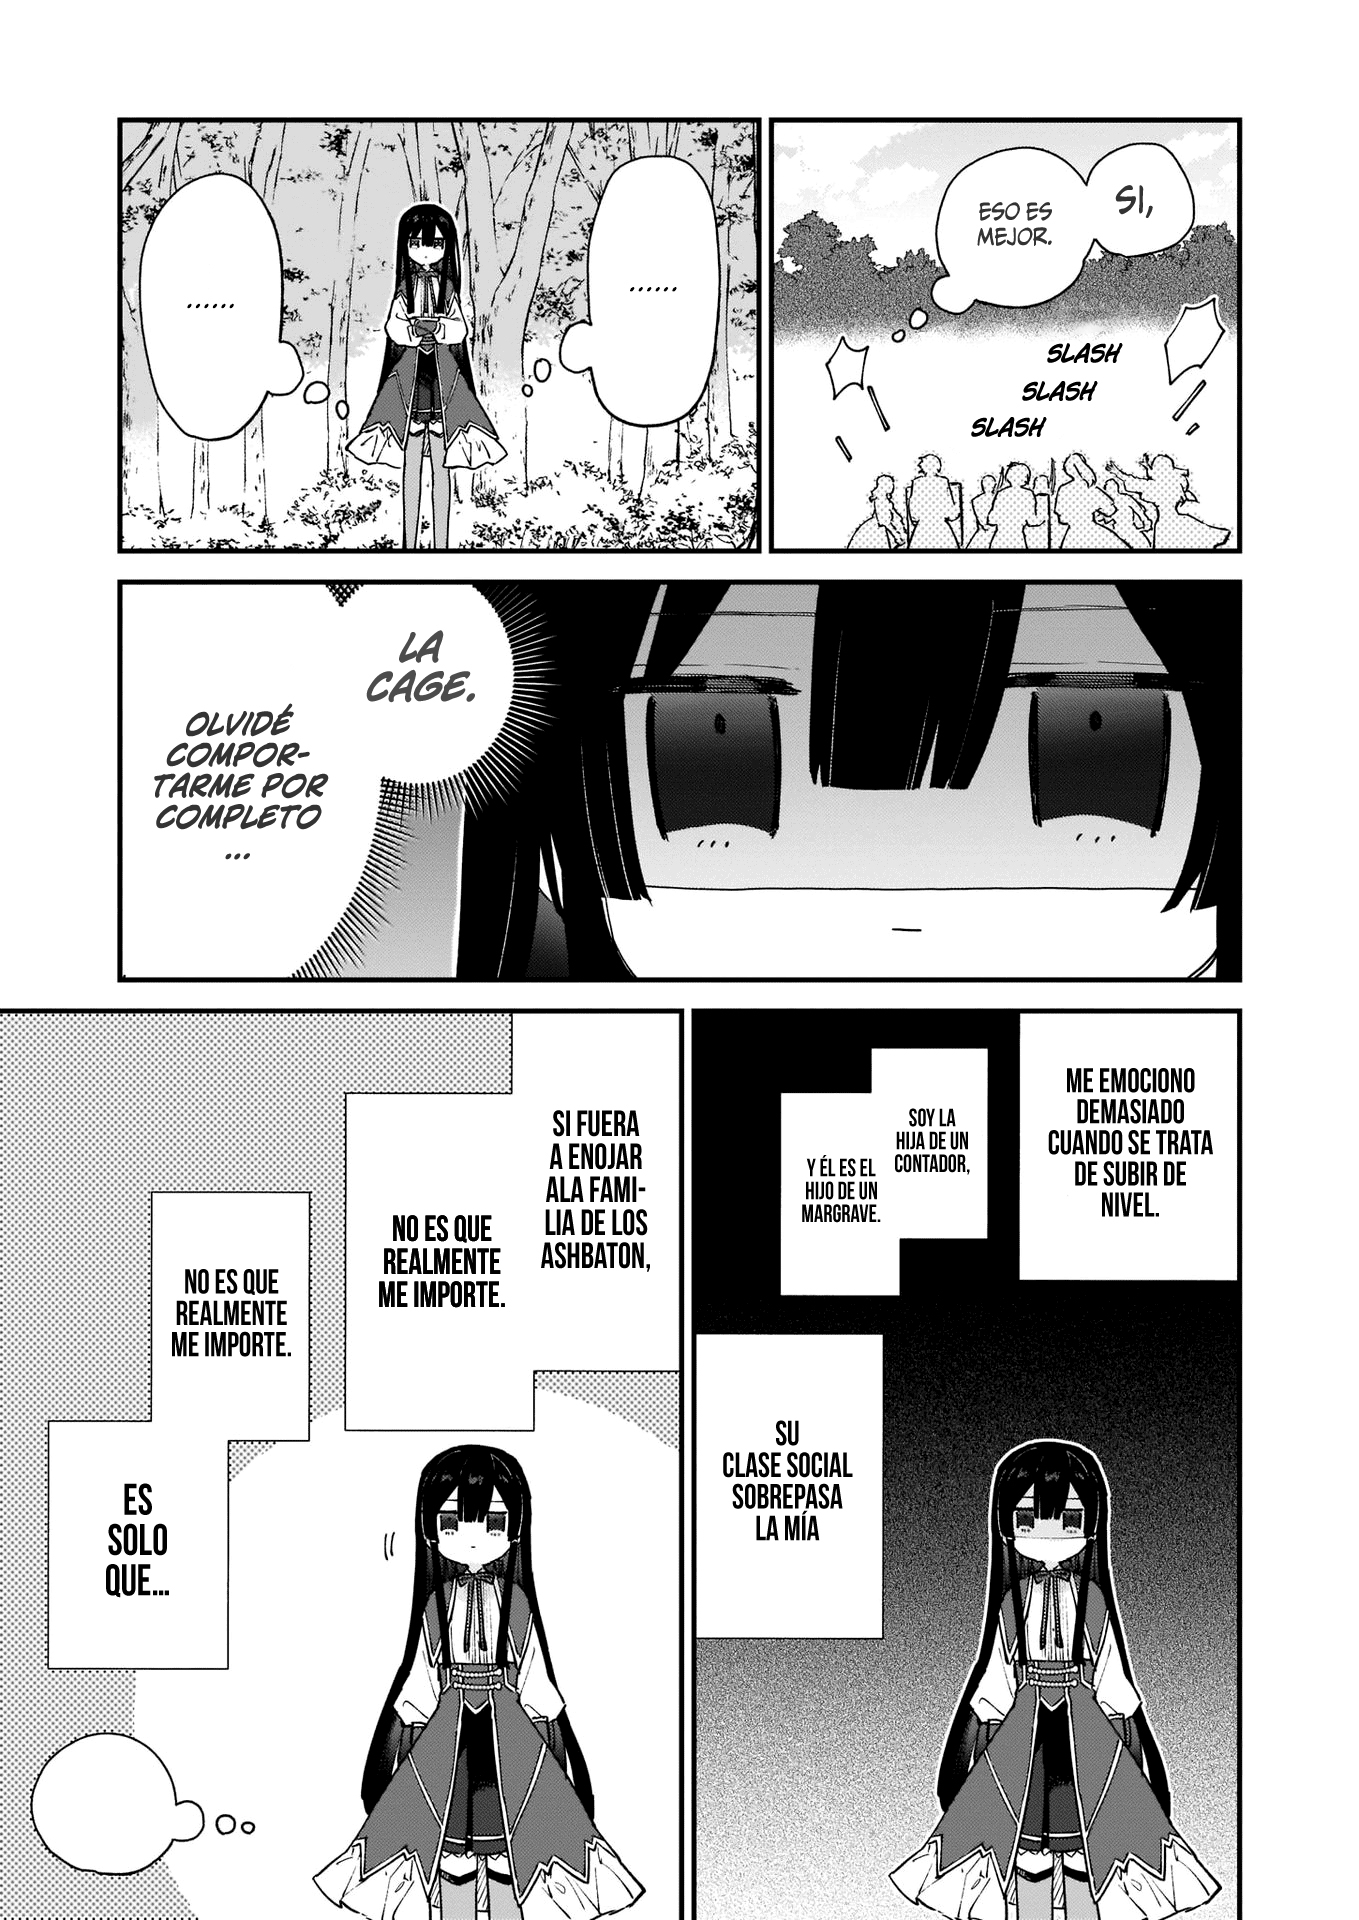 SI,
ESO ES
MEJOR.
SLASH
SLASH
SLASH
......
......
LA
CAGE.
OLVIDÉ
COMPOR-
TARME POR
COMPLETO
...
ME EMOCIONO
DEMASIADO
CUANDO SE TRATA
DE SUBIR DE
NIVEL.
SOY LA
HIJA DE UN
CONTADOR,
Y ÉL ES EL
HIJO DE UN
MARGRAVE.
SU
CLASE SOCIAL
SOBREPASA
LA MÍA
SI FUERA
A ENOJAR
ALA FAMI-
LIA DE LOS
ASHBATON,
NO ES QUE
REALMENTE
ME IMPORTE.
NO ES QUE
REALMENTE
ME IMPORTE.
ES
SOLO
QUE...